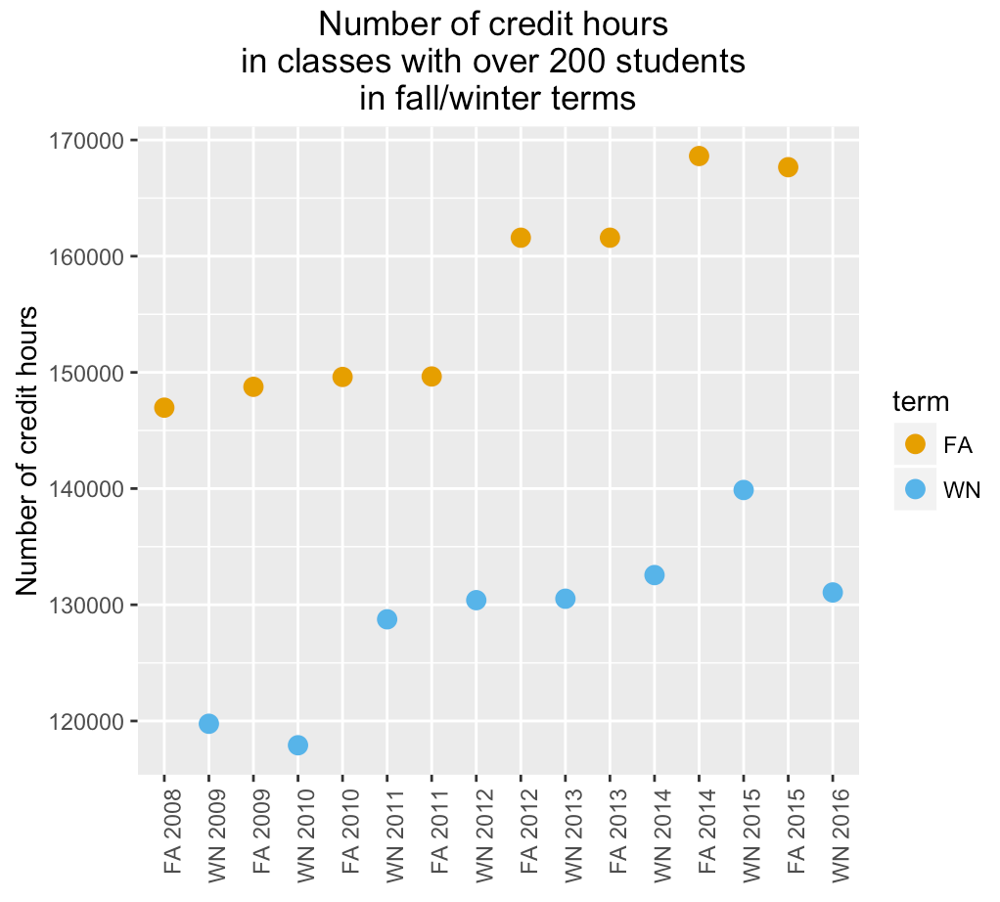 Number of credit hours
in classes with over 200 students
in fall/winter terms
170000
160000
150000
140000
130000
120000
Number of credit hours
FA 2008
WN 2009
FA 2009
WN 2010
FA 2010
WN 2011
FA 2011
WN 2012
FA 2012
WN 2013
FA 2013
WN 2014
FA 2014
WN 2015
FA 2015
WN 2016
term
FA
WN